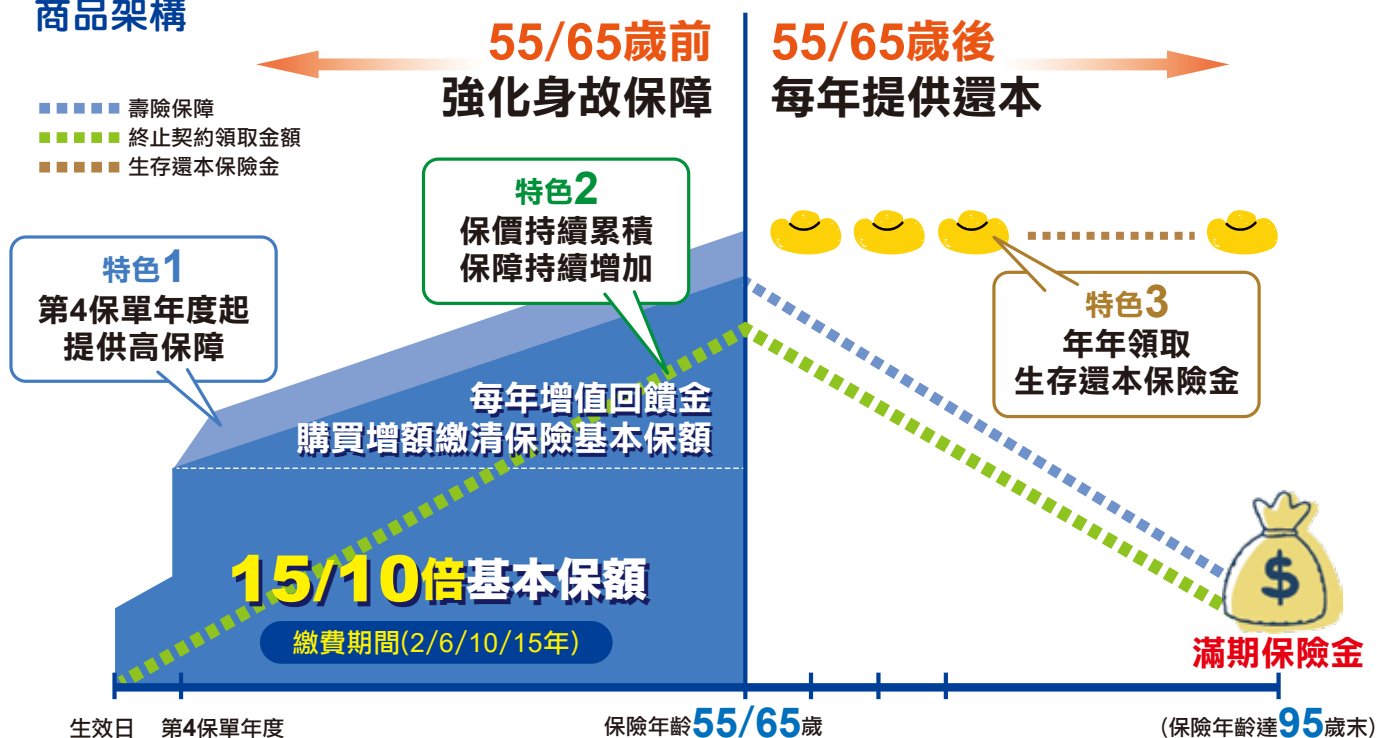 商品架構
55/65歲前
強化身故保障
55/65歲後
每年提供還本
壽險保障
終止契約領取金額
生存還本保險金
特色1
第4保單年度起
提供高保障
特色2
保價持續累積
保障持續增加
特色3
年年領取
生存還本保險金
每年增值回饋金
購買增額繳清保險基本保額
15/10倍基本保額
繳費期間(2/6/10/15年)
$
滿期保險金
生效日
第4保單年度
保險年齡55/65歲
(保險年齡達95歲末)